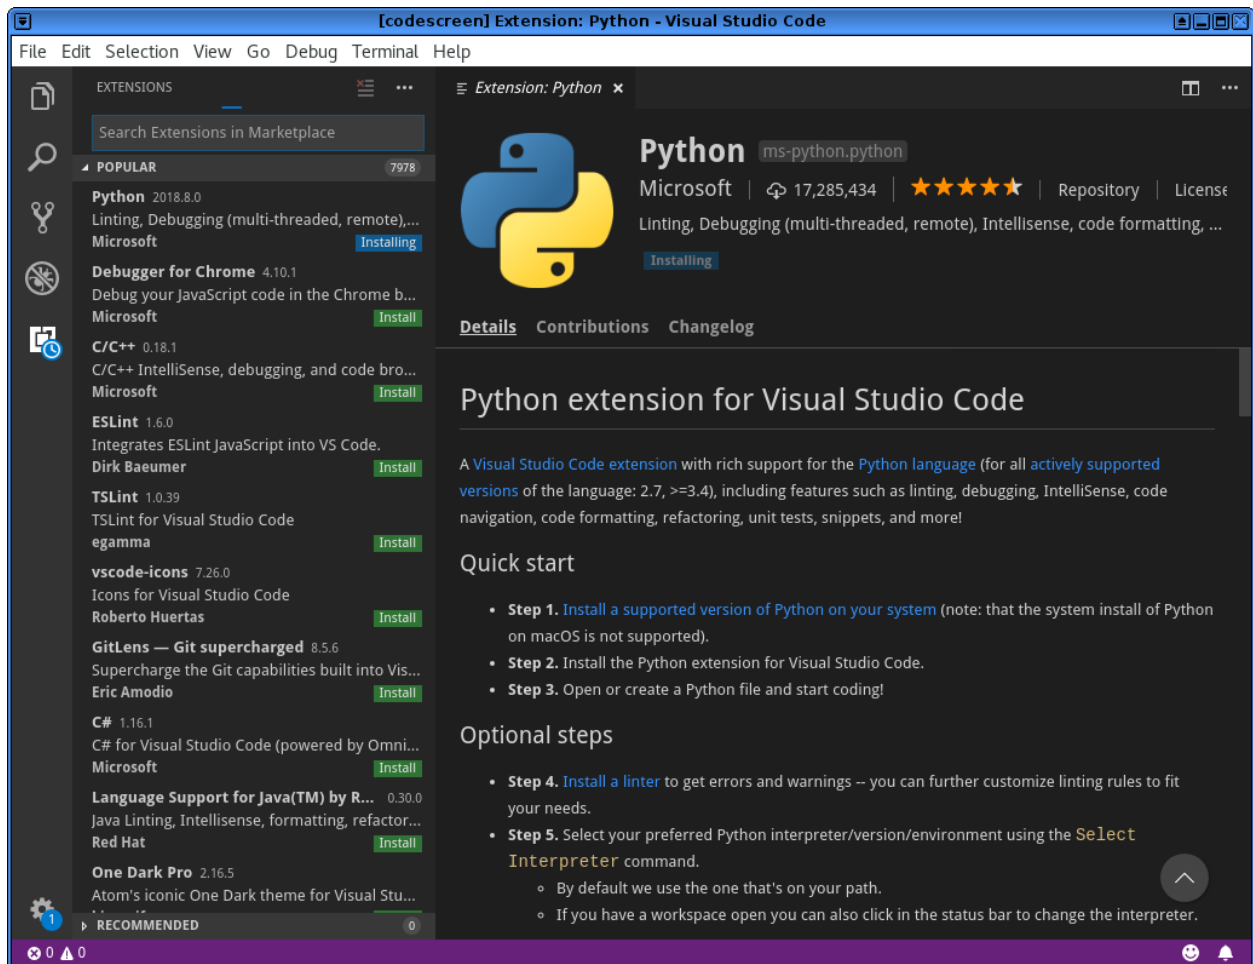 [codescreen] Extension: Python - Visual Studio Code
File Edit Selection View Go Debug Terminal Help
EXTENSIONS
Search Extensions in Marketplace
POPULAR 7978
Python 2018.8.0
Linting, Debugging (multi-threaded, remote),...
Microsoft Installing
Debugger for Chrome 4.10.1
Debug your JavaScript code in the Chrome b...
Microsoft Install
C/C++ 0.18.1
C/C++ IntelliSense, debugging, and code bro...
Microsoft Install
ESLint 1.6.0
Integrates ESLint JavaScript into VS Code.
Dirk Baeumer Install
TSLint 1.0.39
TSLint for Visual Studio Code
egamma Install
vscode-icons 7.26.0
Icons for Visual Studio Code
Roberto Huertas Install
GitLens — Git supercharged 8.5.6
Supercharge the Git capabilities built into Vis...
Eric Amodio Install
C# 1.16.1
C# for Visual Studio Code (powered by Omni...
Microsoft Install
Language Support for Java(TM) by R... 0.30.0
Java Linting, Intellisense, formatting, refactor...
Red Hat Install
One Dark Pro 2.16.5
Atom's iconic One Dark theme for Visual Stu...
RECOMMENDED 0
Extension: Python
Python ms-python.python
Microsoft 17,285,434 Repository License
Linting, Debugging (multi-threaded, remote), Intellisense, code formatting, ...
Installing
Details Contributions Changelog
Python extension for Visual Studio Code
A Visual Studio Code extension with rich support for the Python language (for all actively supported
versions of the language: 2.7, >=3.4), including features such as linting, debugging, IntelliSense, code
navigation, code formatting, refactoring, unit tests, snippets, and more!
Quick start
• Step 1. Install a supported version of Python on your system (note: that the system install of Python
on macOS is not supported).
• Step 2. Install the Python extension for Visual Studio Code.
• Step 3. Open or create a Python file and start coding!
Optional steps
• Step 4. Install a linter to get errors and warnings -- you can further customize linting rules to fit
your needs.
• Step 5. Select your preferred Python interpreter/version/environment using the Select
Interpreter command.
◦ By default we use the one that's on your path.
◦ If you have a workspace open you can also click in the status bar to change the interpreter.
1
0 0